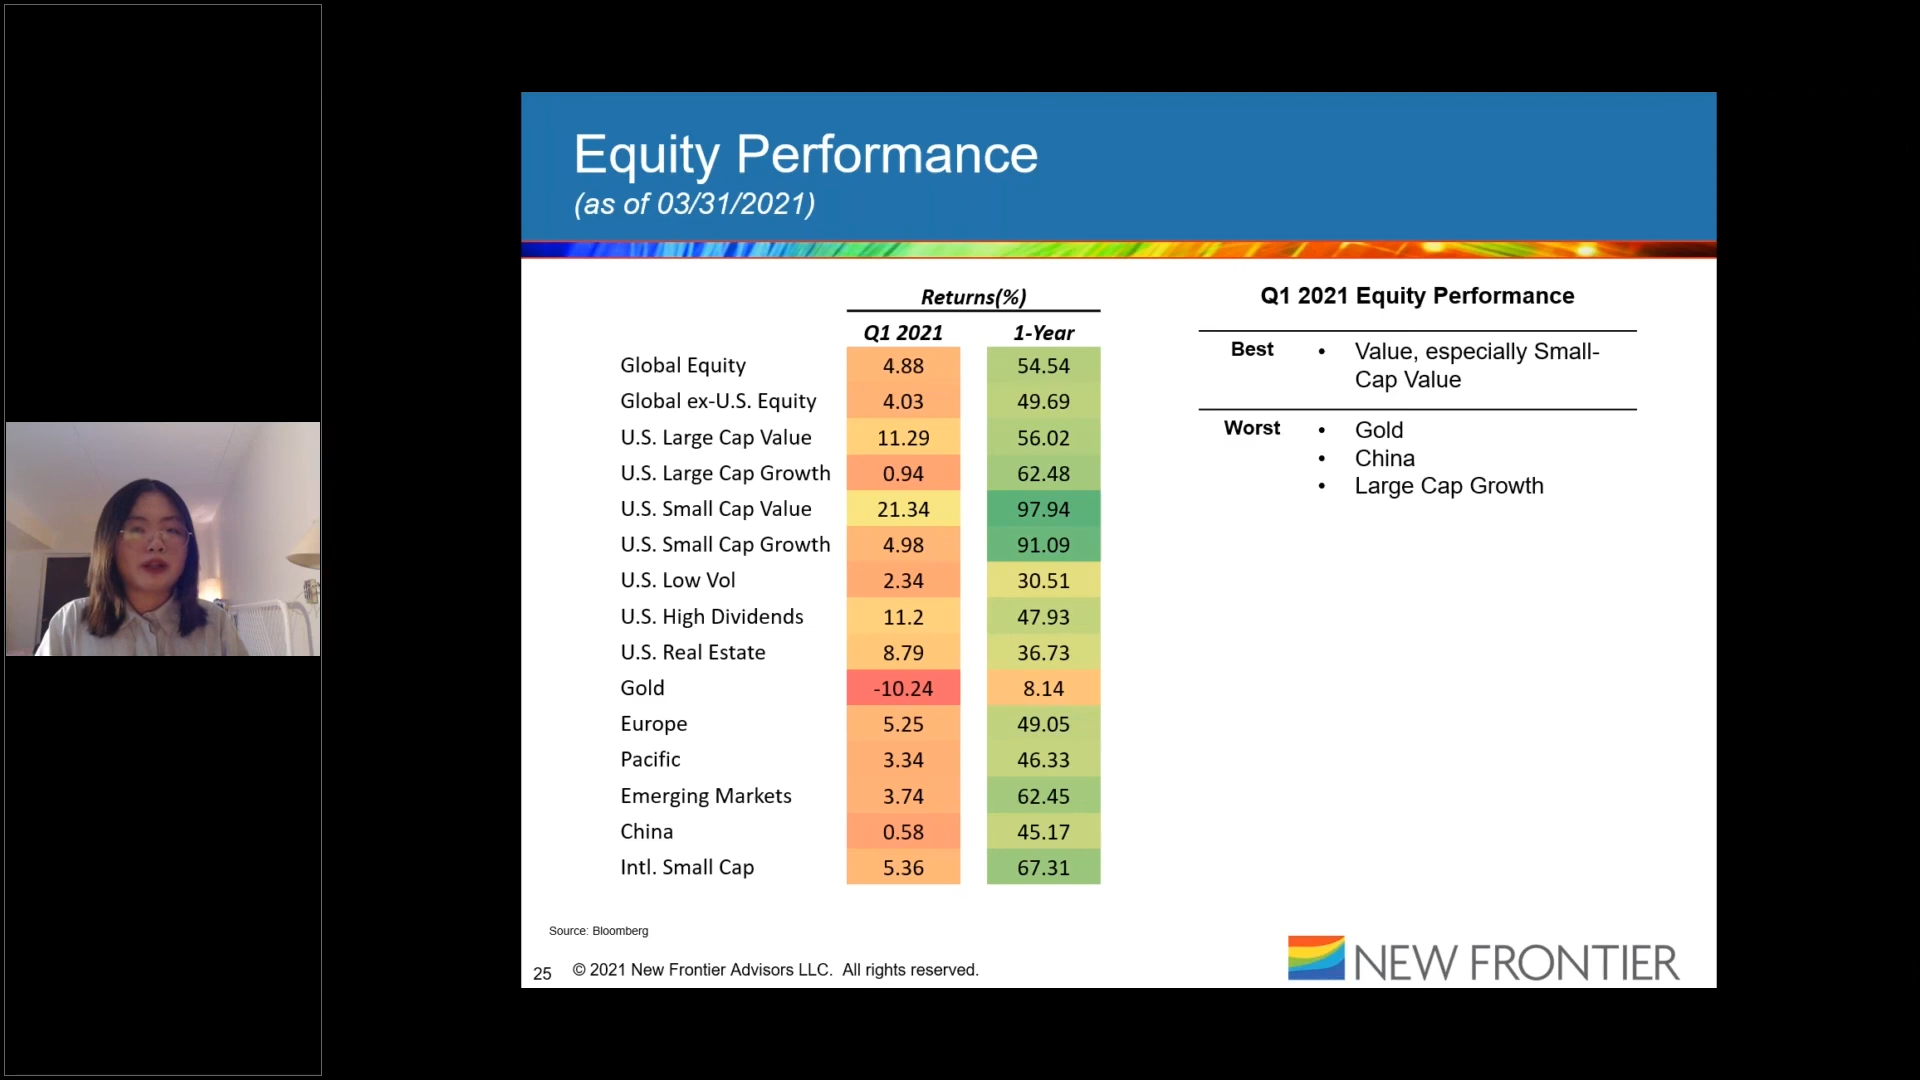 Equity Performance
(as of 03/31/2021)
Returns(%)
Q1 2021 1-Year
Global Equity 4.88 54.54
Global ex-U.S. Equity 4.03 49.69
U.S. Large Cap Value 11.29 56.02
U.S. Large Cap Growth 0.94 62.48
U.S. Small Cap Value 21.34 97.94
U.S. Small Cap Growth 4.98 91.09
U.S. Low Vol 2.34 30.51
U.S. High Dividends 11.2 47.93
U.S. Real Estate 8.79 36.73
Gold -10.24 8.14
Europe 5.25 49.05
Pacific 3.34 46.33
Emerging Markets 3.74 62.45
China 0.58 45.17
Intl. Small Cap 5.36 67.31
Q1 2021 Equity Performance
Best • Value, especially Small-
Cap Value
Worst • Gold
• China
• Large Cap Growth
Source: Bloomberg
25 © 2021 New Frontier Advisors LLC. All rights reserved.
NEW FRONTIER